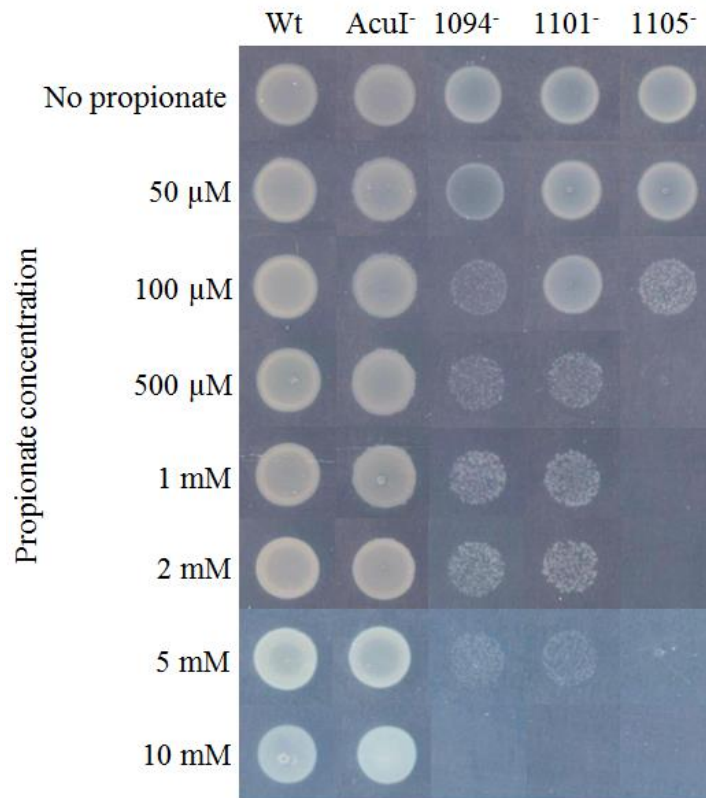 Wt AcuI⁻ 1094⁻ 1101⁻ 1105⁻
No propionate
50 µM
100 µM
500 µM
1 mM
2 mM
5 mM
10 mM
Propionate concentration